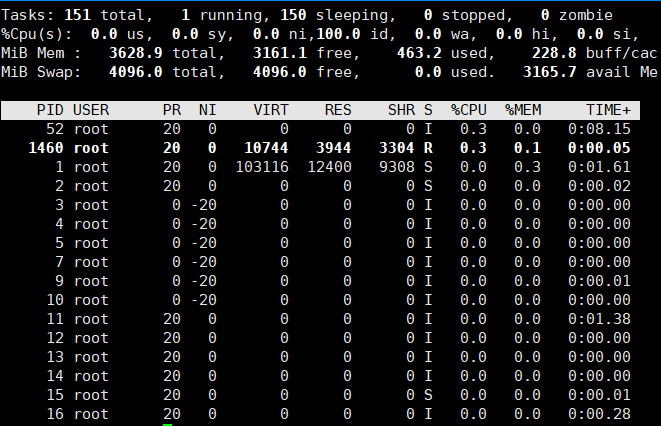 Tasks: 151 total,   1 running, 150 sleeping,   0 stopped,   0 zombie
%Cpu(s):  0.0 us,  0.0 sy,  0.0 ni,100.0 id,  0.0 wa,  0.0 hi,  0.0 si,
MiB Mem :   3628.9 total,   3161.1 free,    463.2 used,    228.8 buff/cac
MiB Swap:   4096.0 total,   4096.0 free,      0.0 used.   3165.7 avail Me
PID USER      PR  NI    VIRT    RES    SHR S  %CPU  %MEM     TIME+
52 root      20   0       0      0      0 I   0.3   0.0   0:08.15
1460 root      20   0   10744   3944   3304 R   0.3   0.1   0:00.05
1 root      20   0  103116  12400   9308 S   0.0   0.3   0:01.61
2 root      20   0       0      0      0 S   0.0   0.0   0:00.02
3 root       0 -20       0      0      0 I   0.0   0.0   0:00.00
4 root       0 -20       0      0      0 I   0.0   0.0   0:00.00
5 root       0 -20       0      0      0 I   0.0   0.0   0:00.00
7 root       0 -20       0      0      0 I   0.0   0.0   0:00.00
9 root       0 -20       0      0      0 I   0.0   0.0   0:00.01
10 root       0 -20       0      0      0 I   0.0   0.0   0:00.00
11 root      20   0       0      0      0 I   0.0   0.0   0:01.38
12 root      20   0       0      0      0 I   0.0   0.0   0:00.00
13 root      20   0       0      0      0 I   0.0   0.0   0:00.00
14 root      20   0       0      0      0 I   0.0   0.0   0:00.00
15 root      20   0       0      0      0 S   0.0   0.0   0:00.01
16 root      20   0       0      0      0 I   0.0   0.0   0:00.28